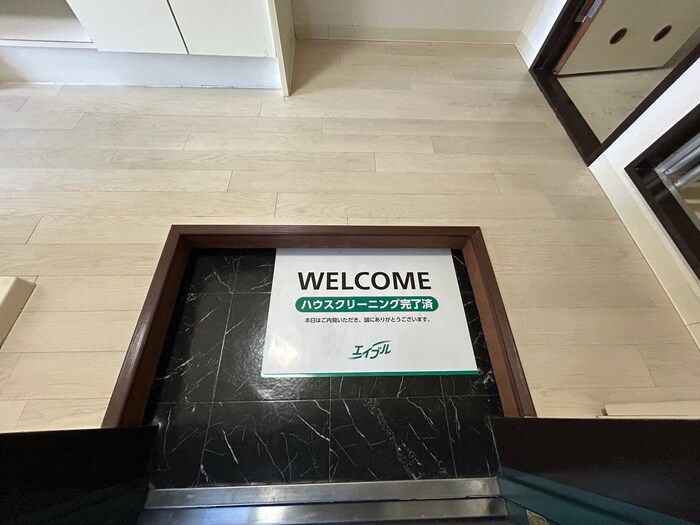 WELCOME
ハウスクリーニング完了済
本日はご内見いただき、誠にありがとうございます。
エイブル